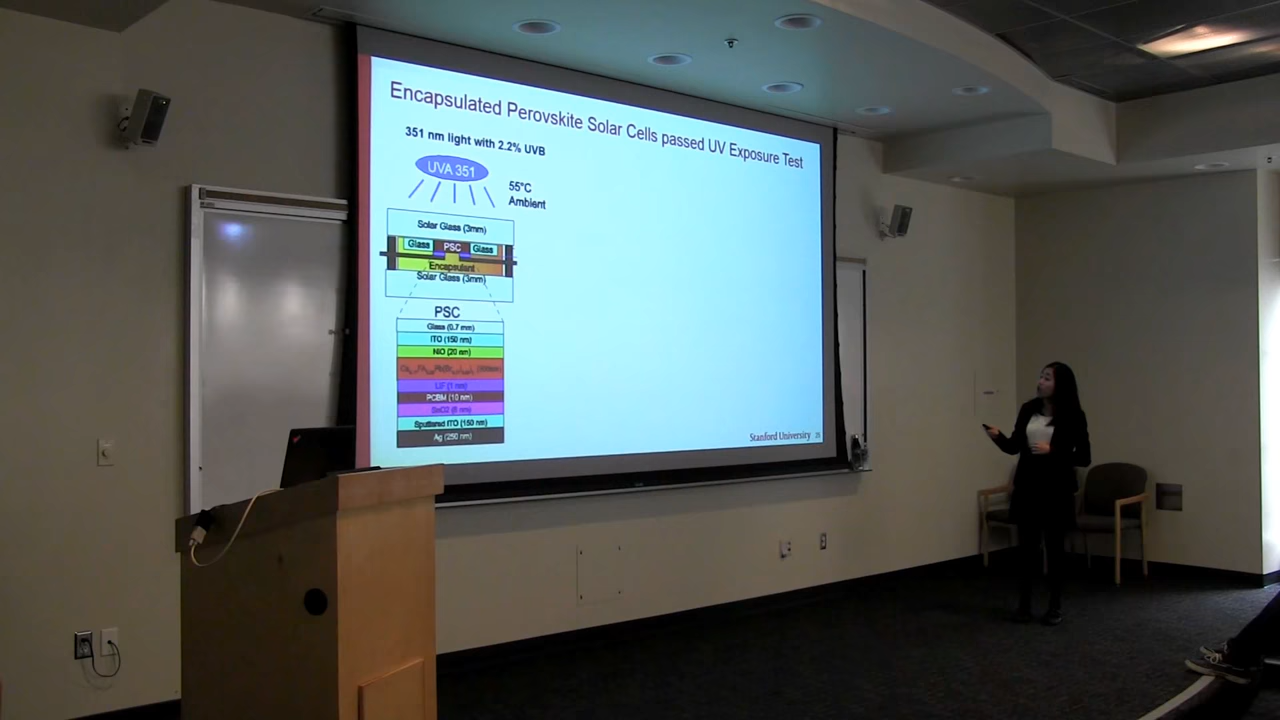 Encapsulated Perovskite Solar Cells passed UV Exposure Test
351 nm light with 2.2% UVB
UVA 351
55°C
Ambient
Solar Glass (3mm)
Glass PSC Glass
Encapsulant
Solar Glass (3mm)
PSC
Glass (0.7 mm)
ITO (150 nm)
NiO (20 nm)
LiF (1 nm)
PCBM (10 nm)
SnO2 (6 nm)
Sputtered ITO (150 nm)
Ag (250 nm)
Stanford University